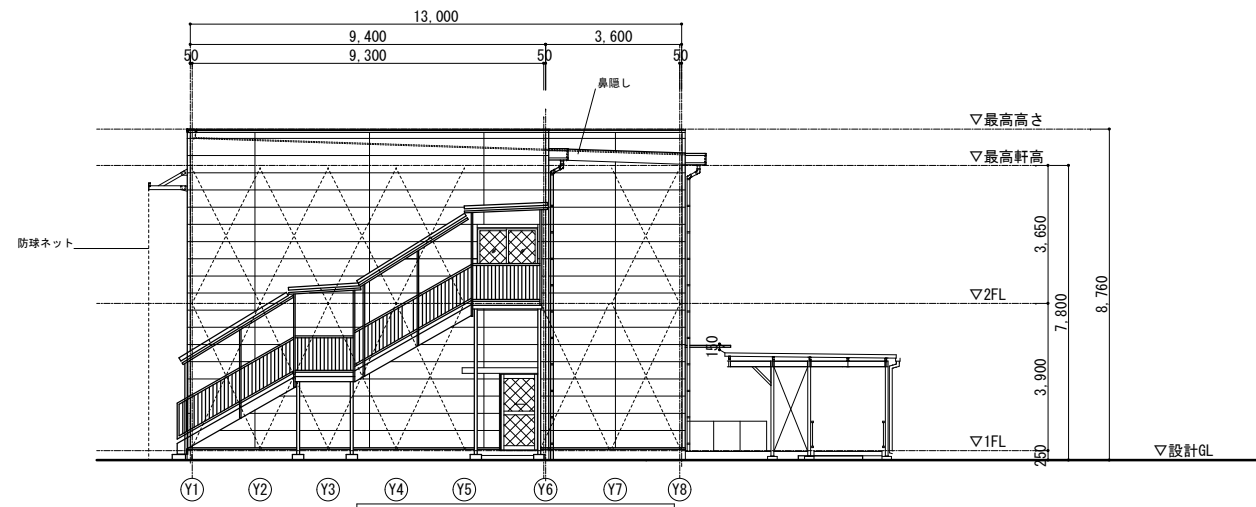 13,000
9,400
3,600
50
9,300
50
50
鼻隠し
▽最高高さ
▽最高軒高
防球ネット
3,650
▽2FL
7,800
8,760
150
3,900
▽1FL
250
▽設計GL
Y1
Y2
Y3
Y4
Y5
Y6
Y7
Y8